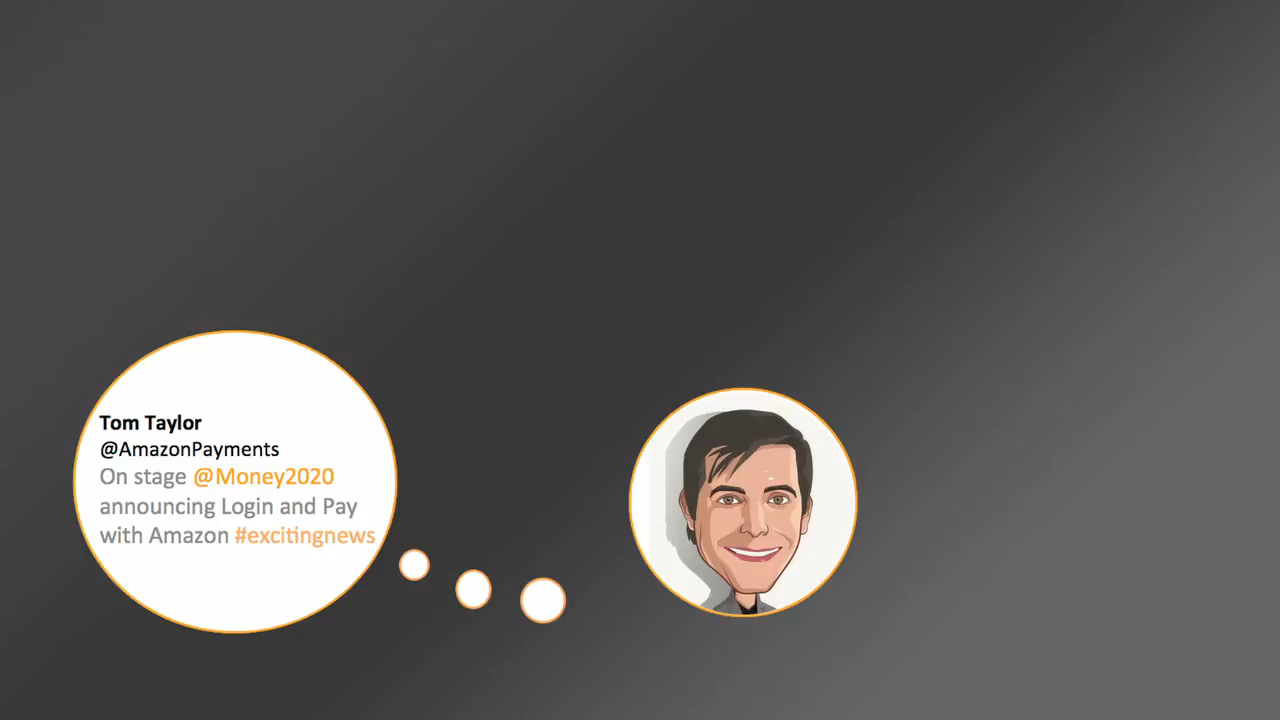 Tom Taylor
@AmazonPayments
On stage @Money2020
announcing Login and Pay
with Amazon #excitingnews